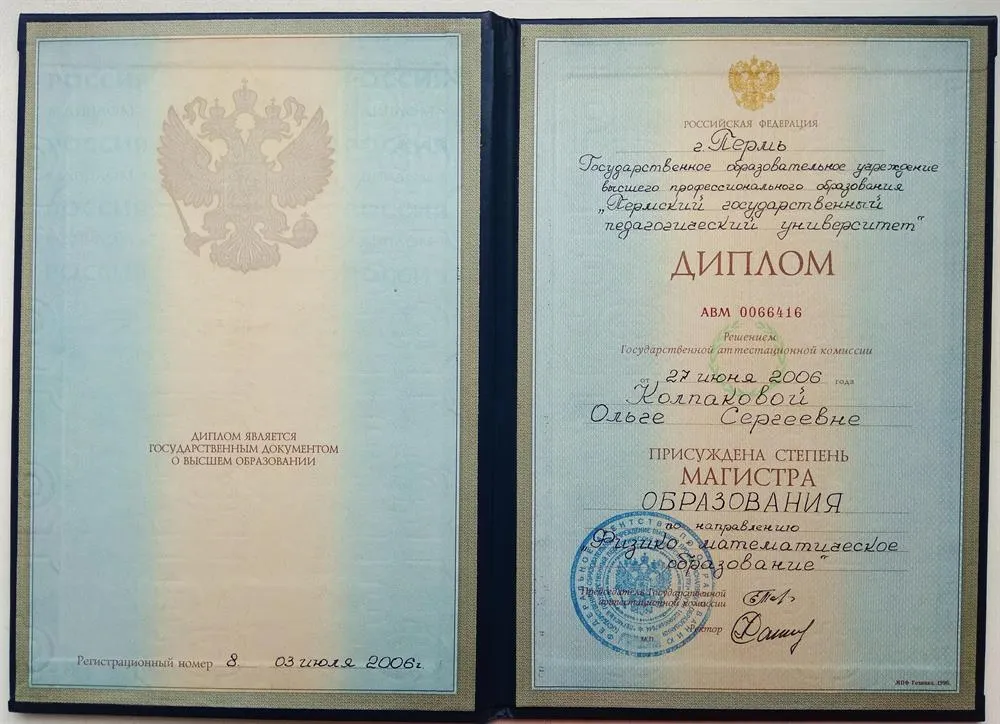 ДИПЛОМ ЯВЛЯЕТСЯ
ГОСУДАРСТВЕННЫМ ДОКУМЕНТОМ
О ВЫСШЕМ ОБРАЗОВАНИИ
Регистрационный номер 8. 03 июля 2006г.
РОССИЙСКАЯ ФЕДЕРАЦИЯ
г. Пермь
Государственное образовательное учреждение
высшего профессионального образования
„Пермский государственный
педагогический университет“
ДИПЛОМ
АВМ 0066416
Решением
Государственной аттестационной комиссии
от 27 июня 2006 года
Колпаковой
Ольге Сергеевне
ПРИСУЖДЕНА СТЕПЕНЬ
МАГИСТРА
ОБРАЗОВАНИЯ
по направлению
„Физико-математическое
образование“
Председатель Государственной
аттестационной комиссии
Ректор
М.П.